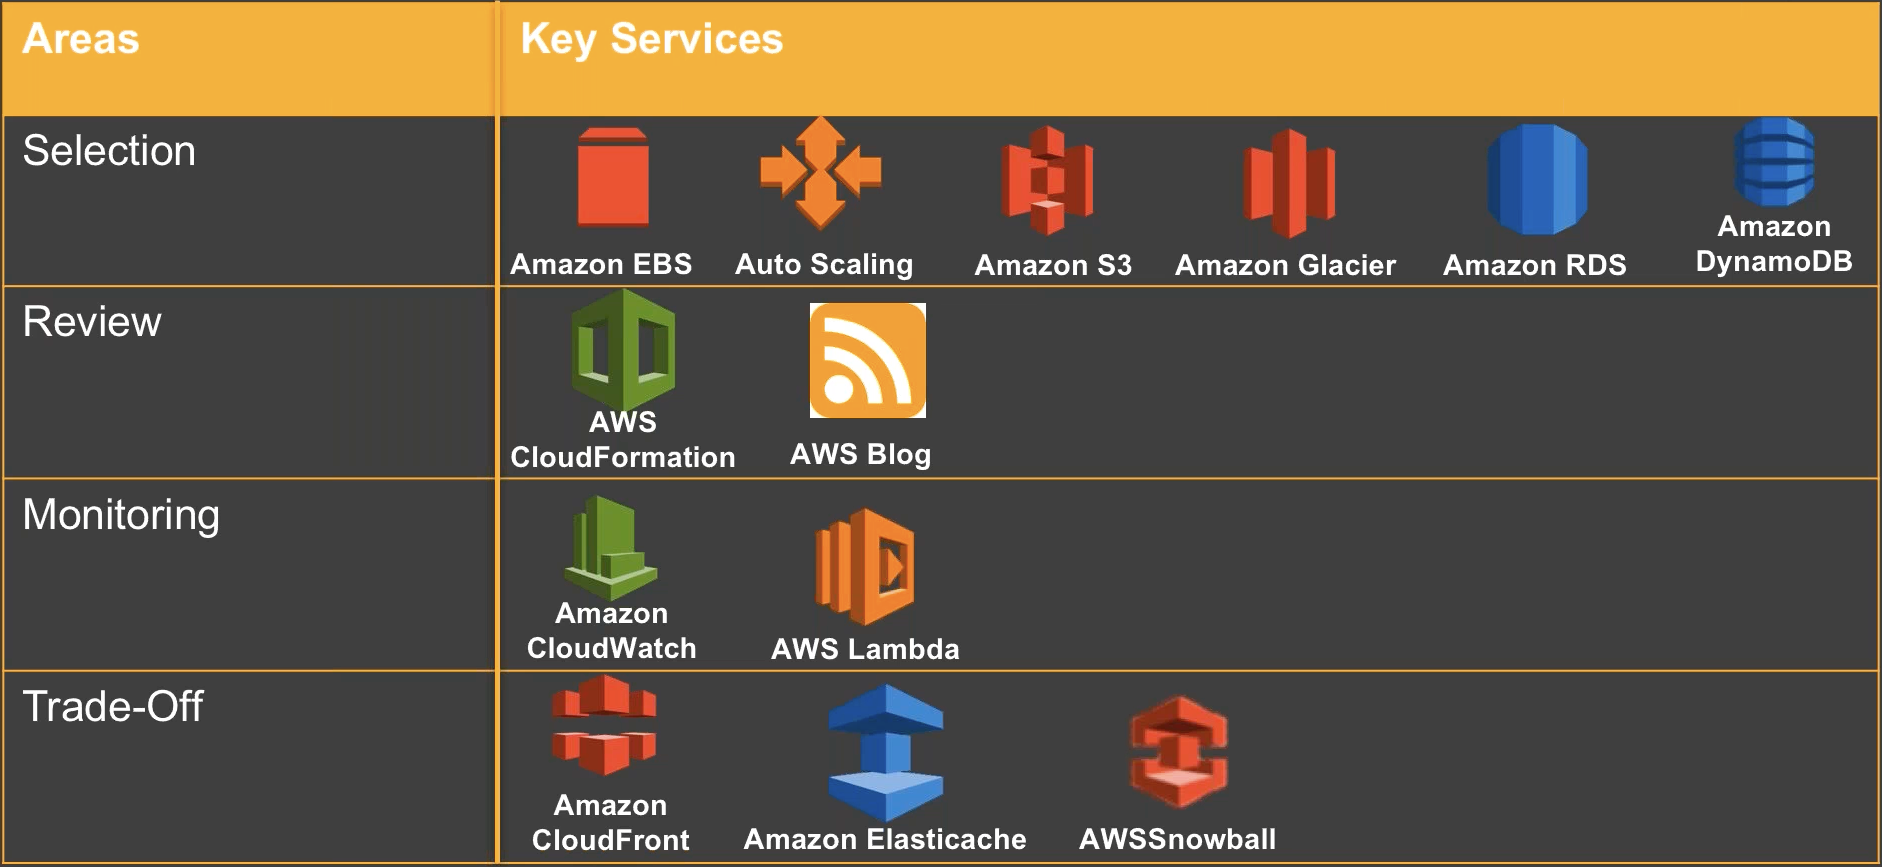 Areas
Key Services
Selection
Amazon EBS
Auto Scaling
Amazon S3
Amazon Glacier
Amazon RDS
Amazon
DynamoDB
Review
AWS
CloudFormation
AWS Blog
Monitoring
Amazon
CloudWatch
AWS Lambda
Trade-Off
Amazon
CloudFront
Amazon Elasticache
AWSSnowball